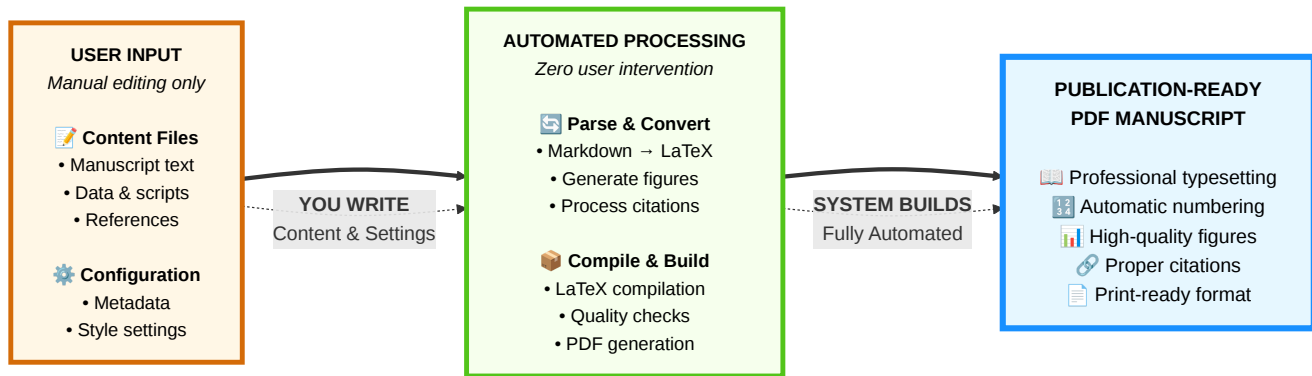 USER INPUT
Manual editing only
📝 Content Files
• Manuscript text
• Data & scripts
• References
⚙️ Configuration
• Metadata
• Style settings
YOU WRITE
Content & Settings
AUTOMATED PROCESSING
Zero user intervention
🔄 Parse & Convert
• Markdown → LaTeX
• Generate figures
• Process citations
📦 Compile & Build
• LaTeX compilation
• Quality checks
• PDF generation
SYSTEM BUILDS
Fully Automated
PUBLICATION-READY
PDF MANUSCRIPT
📖 Professional typesetting
🔢 Automatic numbering
📊 High-quality figures
🔗 Proper citations
📄 Print-ready format